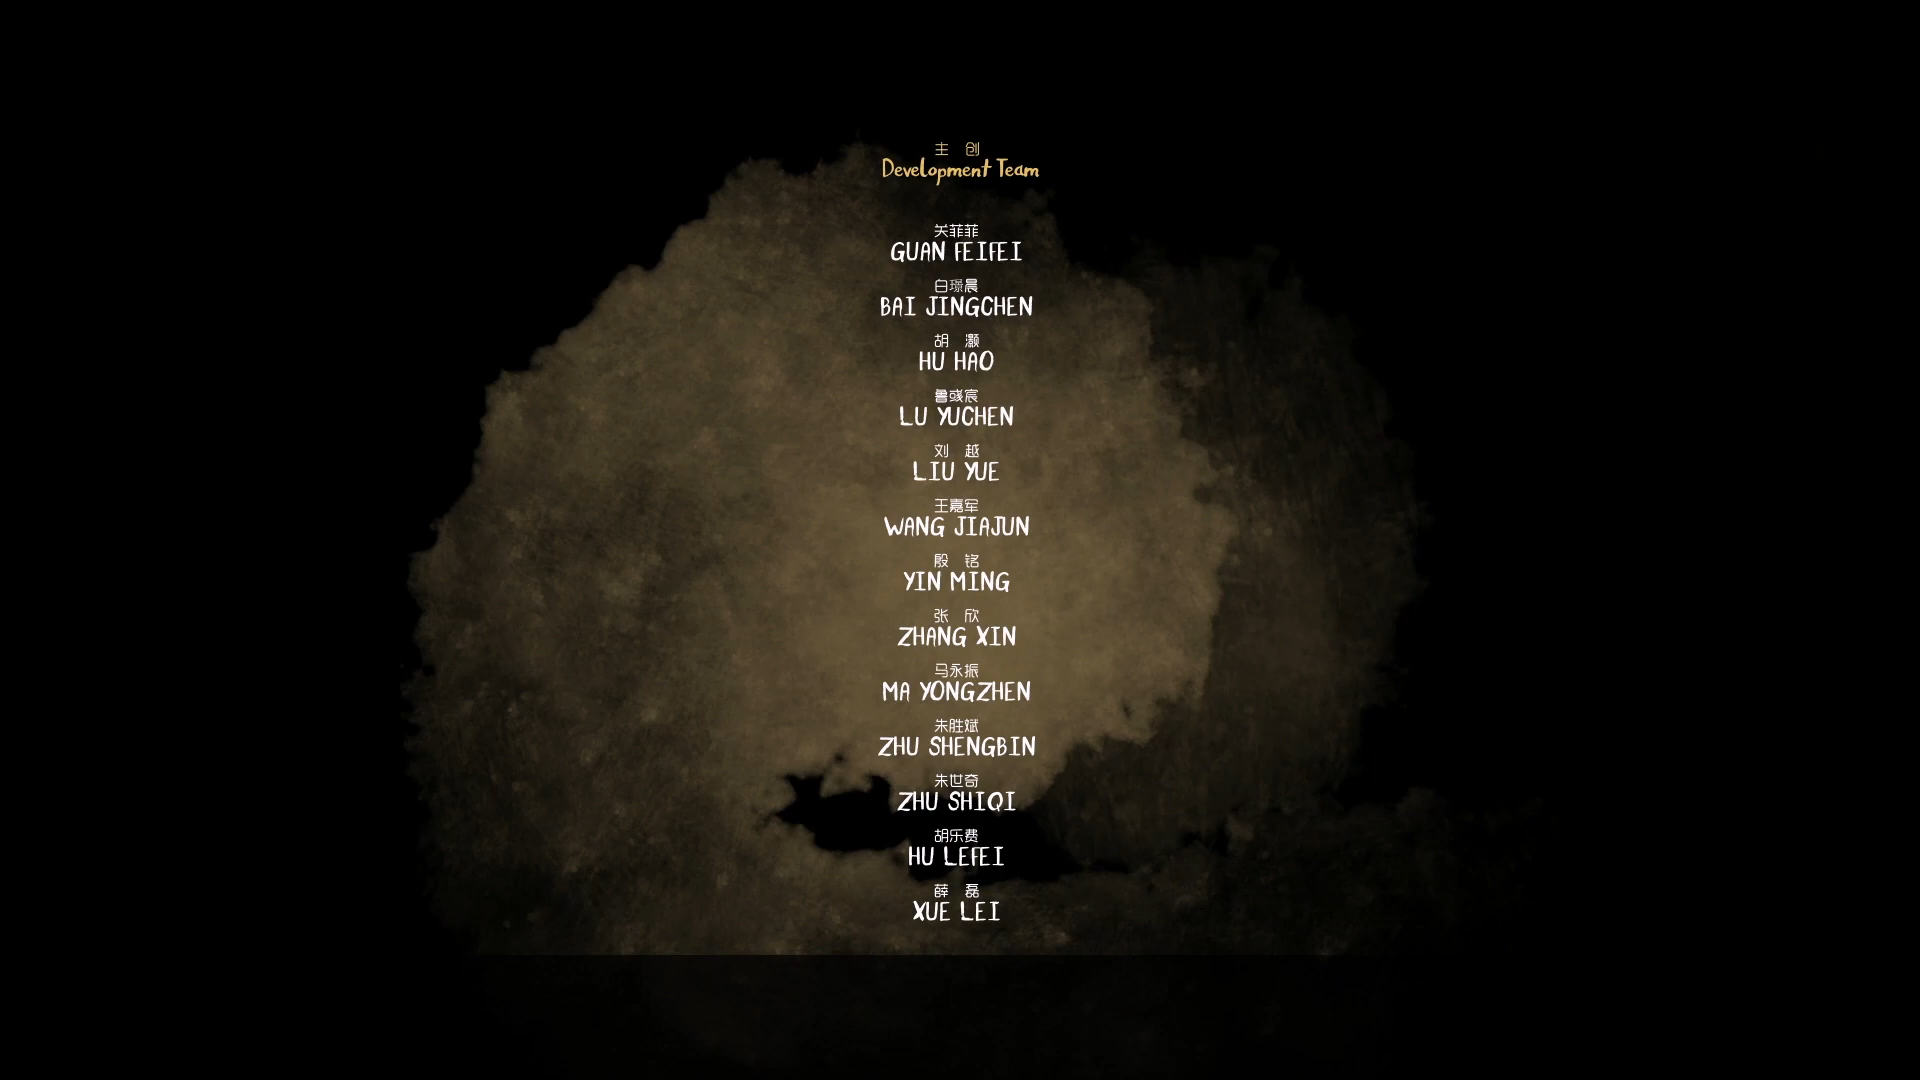 主 创
Development Team
关菲菲
GUAN FEIFEI
白璟晨
BAI JINGCHEN
胡 灏
HU HAO
鲁彧宸
LU YUCHEN
刘 越
LIU YUE
王嘉军
WANG JIAJUN
殷 铭
YIN MING
张 欣
ZHANG XIN
马永振
MA YONGZHEN
朱胜斌
ZHU SHENGBIN
朱世奇
ZHU SHIQI
胡乐费
HU LEFEI
薛 磊
XUE LEI